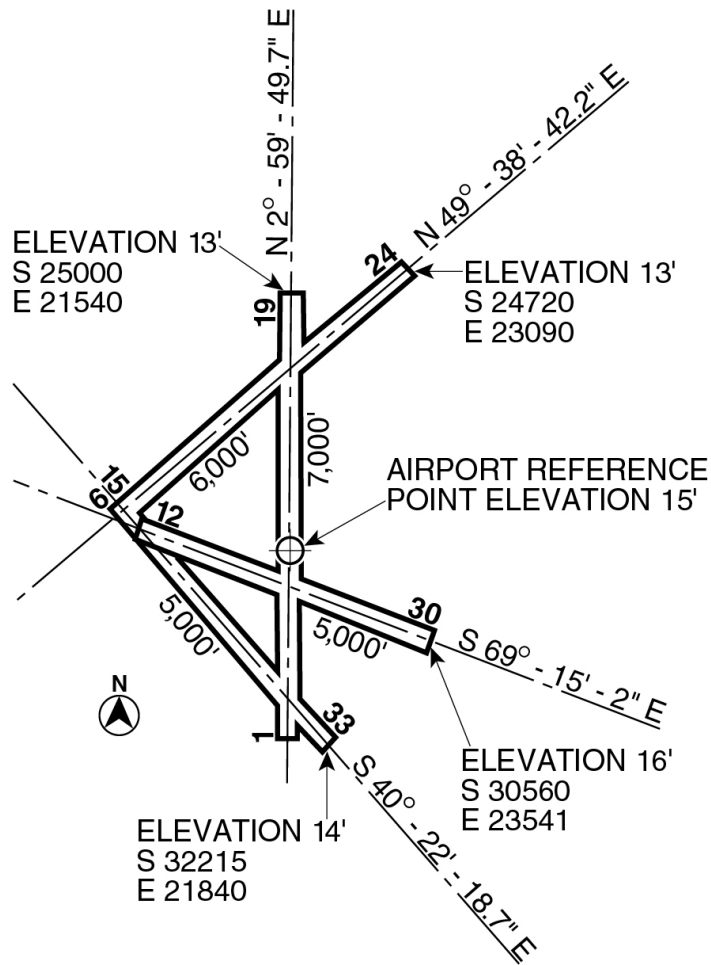 N 2° - 59' - 49.7" E
N 49° - 38' - 42.2" E
ELEVATION 13'
S 25000
E 21540
24
ELEVATION 13'
S 24720
E 23090
19
6,000'
7,000'
15
6
12
AIRPORT REFERENCE
POINT ELEVATION 15'
5,000'
30
5,000'
S 69° - 15' - 2" E
N
1
33
ELEVATION 16'
S 30560
E 23541
S 40° - 22' - 18.7" E
ELEVATION 14'
S 32215
E 21840